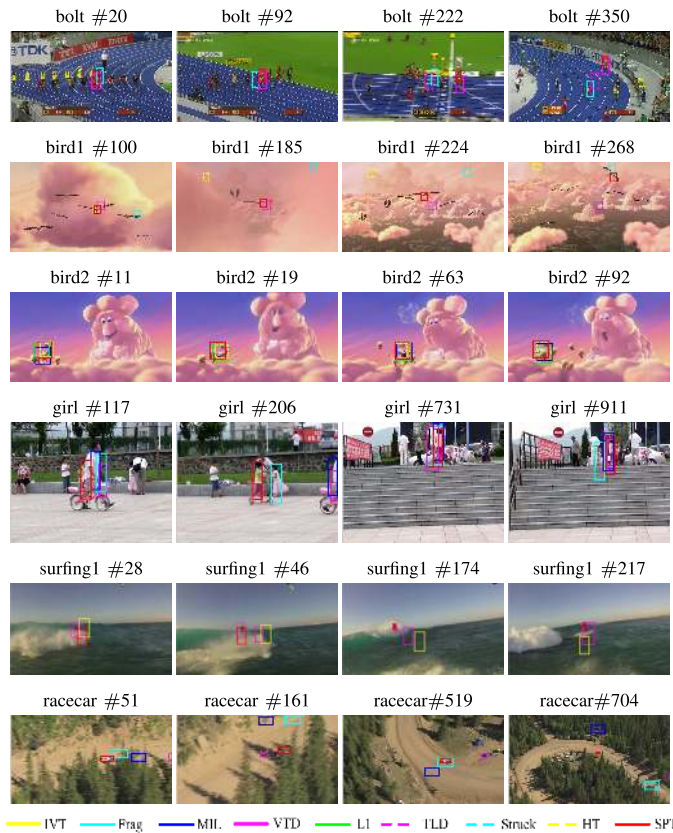 bolt #20 bolt #92 bolt #222 bolt #350
TDK
bird1 #100 bird1 #185 bird1 #224 bird1 #268
bird2 #11 bird2 #19 bird2 #63 bird2 #92
girl #117 girl #206 girl #731 girl #911
surfing1 #28 surfing1 #46 surfing1 #174 surfing1 #217
racecar #51 racecar #161 racecar#519 racecar#704
IVT Frag MIL VTD L1 TLD Struck HT SPT